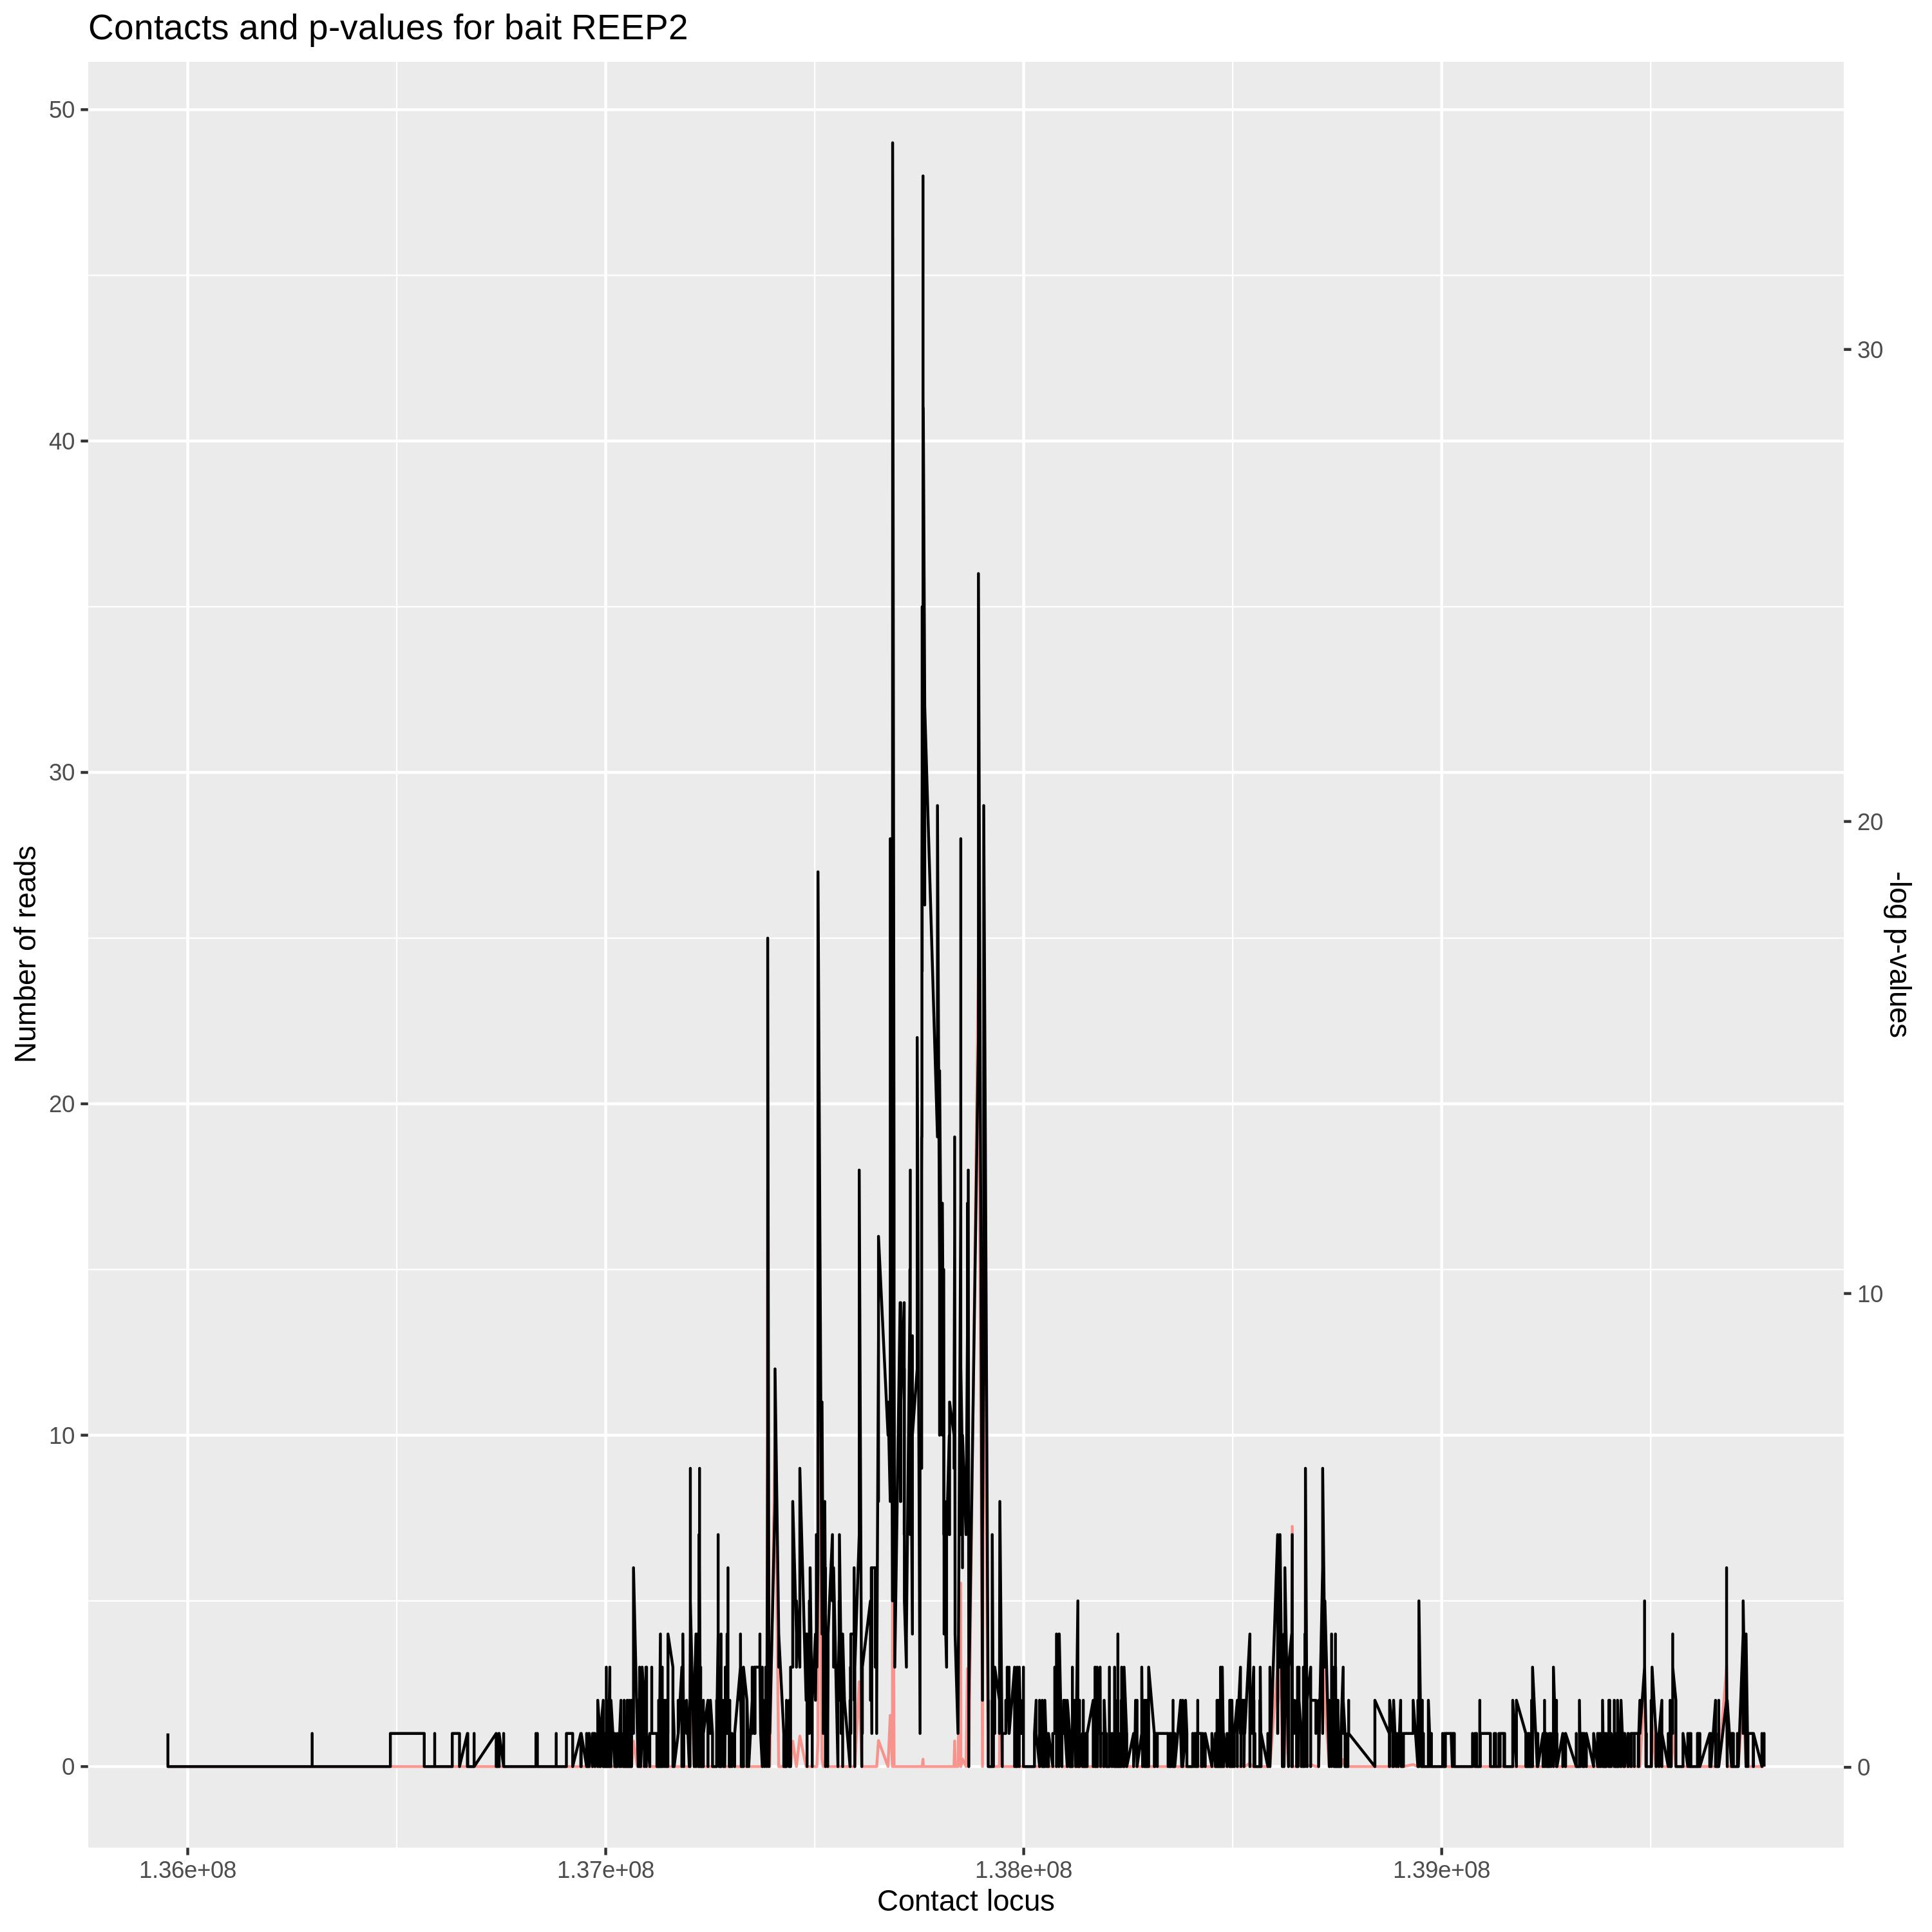 Contacts and p-values for bait REEP2
50
40
30
20
10
0
Number of reads
30
20
10
0
-log p-values
1.36e+08
1.37e+08
1.38e+08
1.39e+08
Contact locus